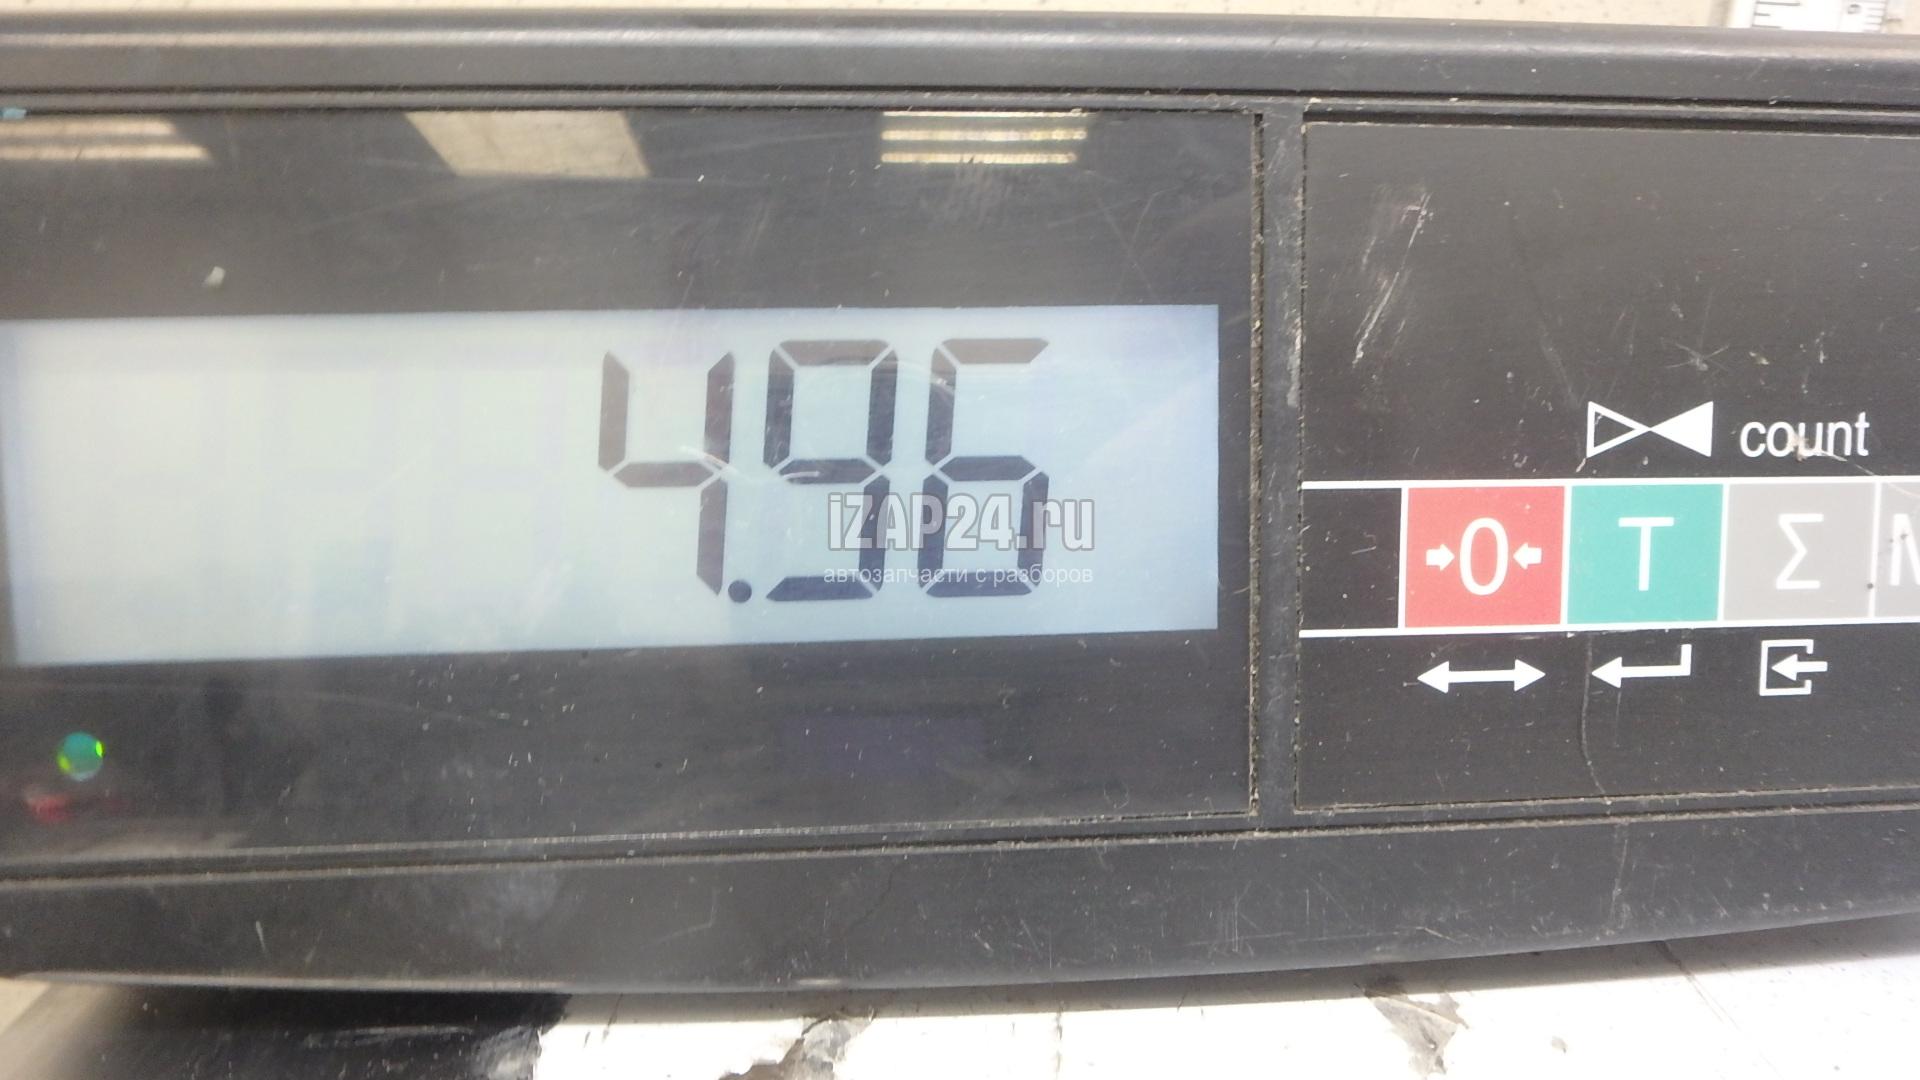 4.96
iZAP24.ru
автозапчасти с разборов
count
0 T Σ